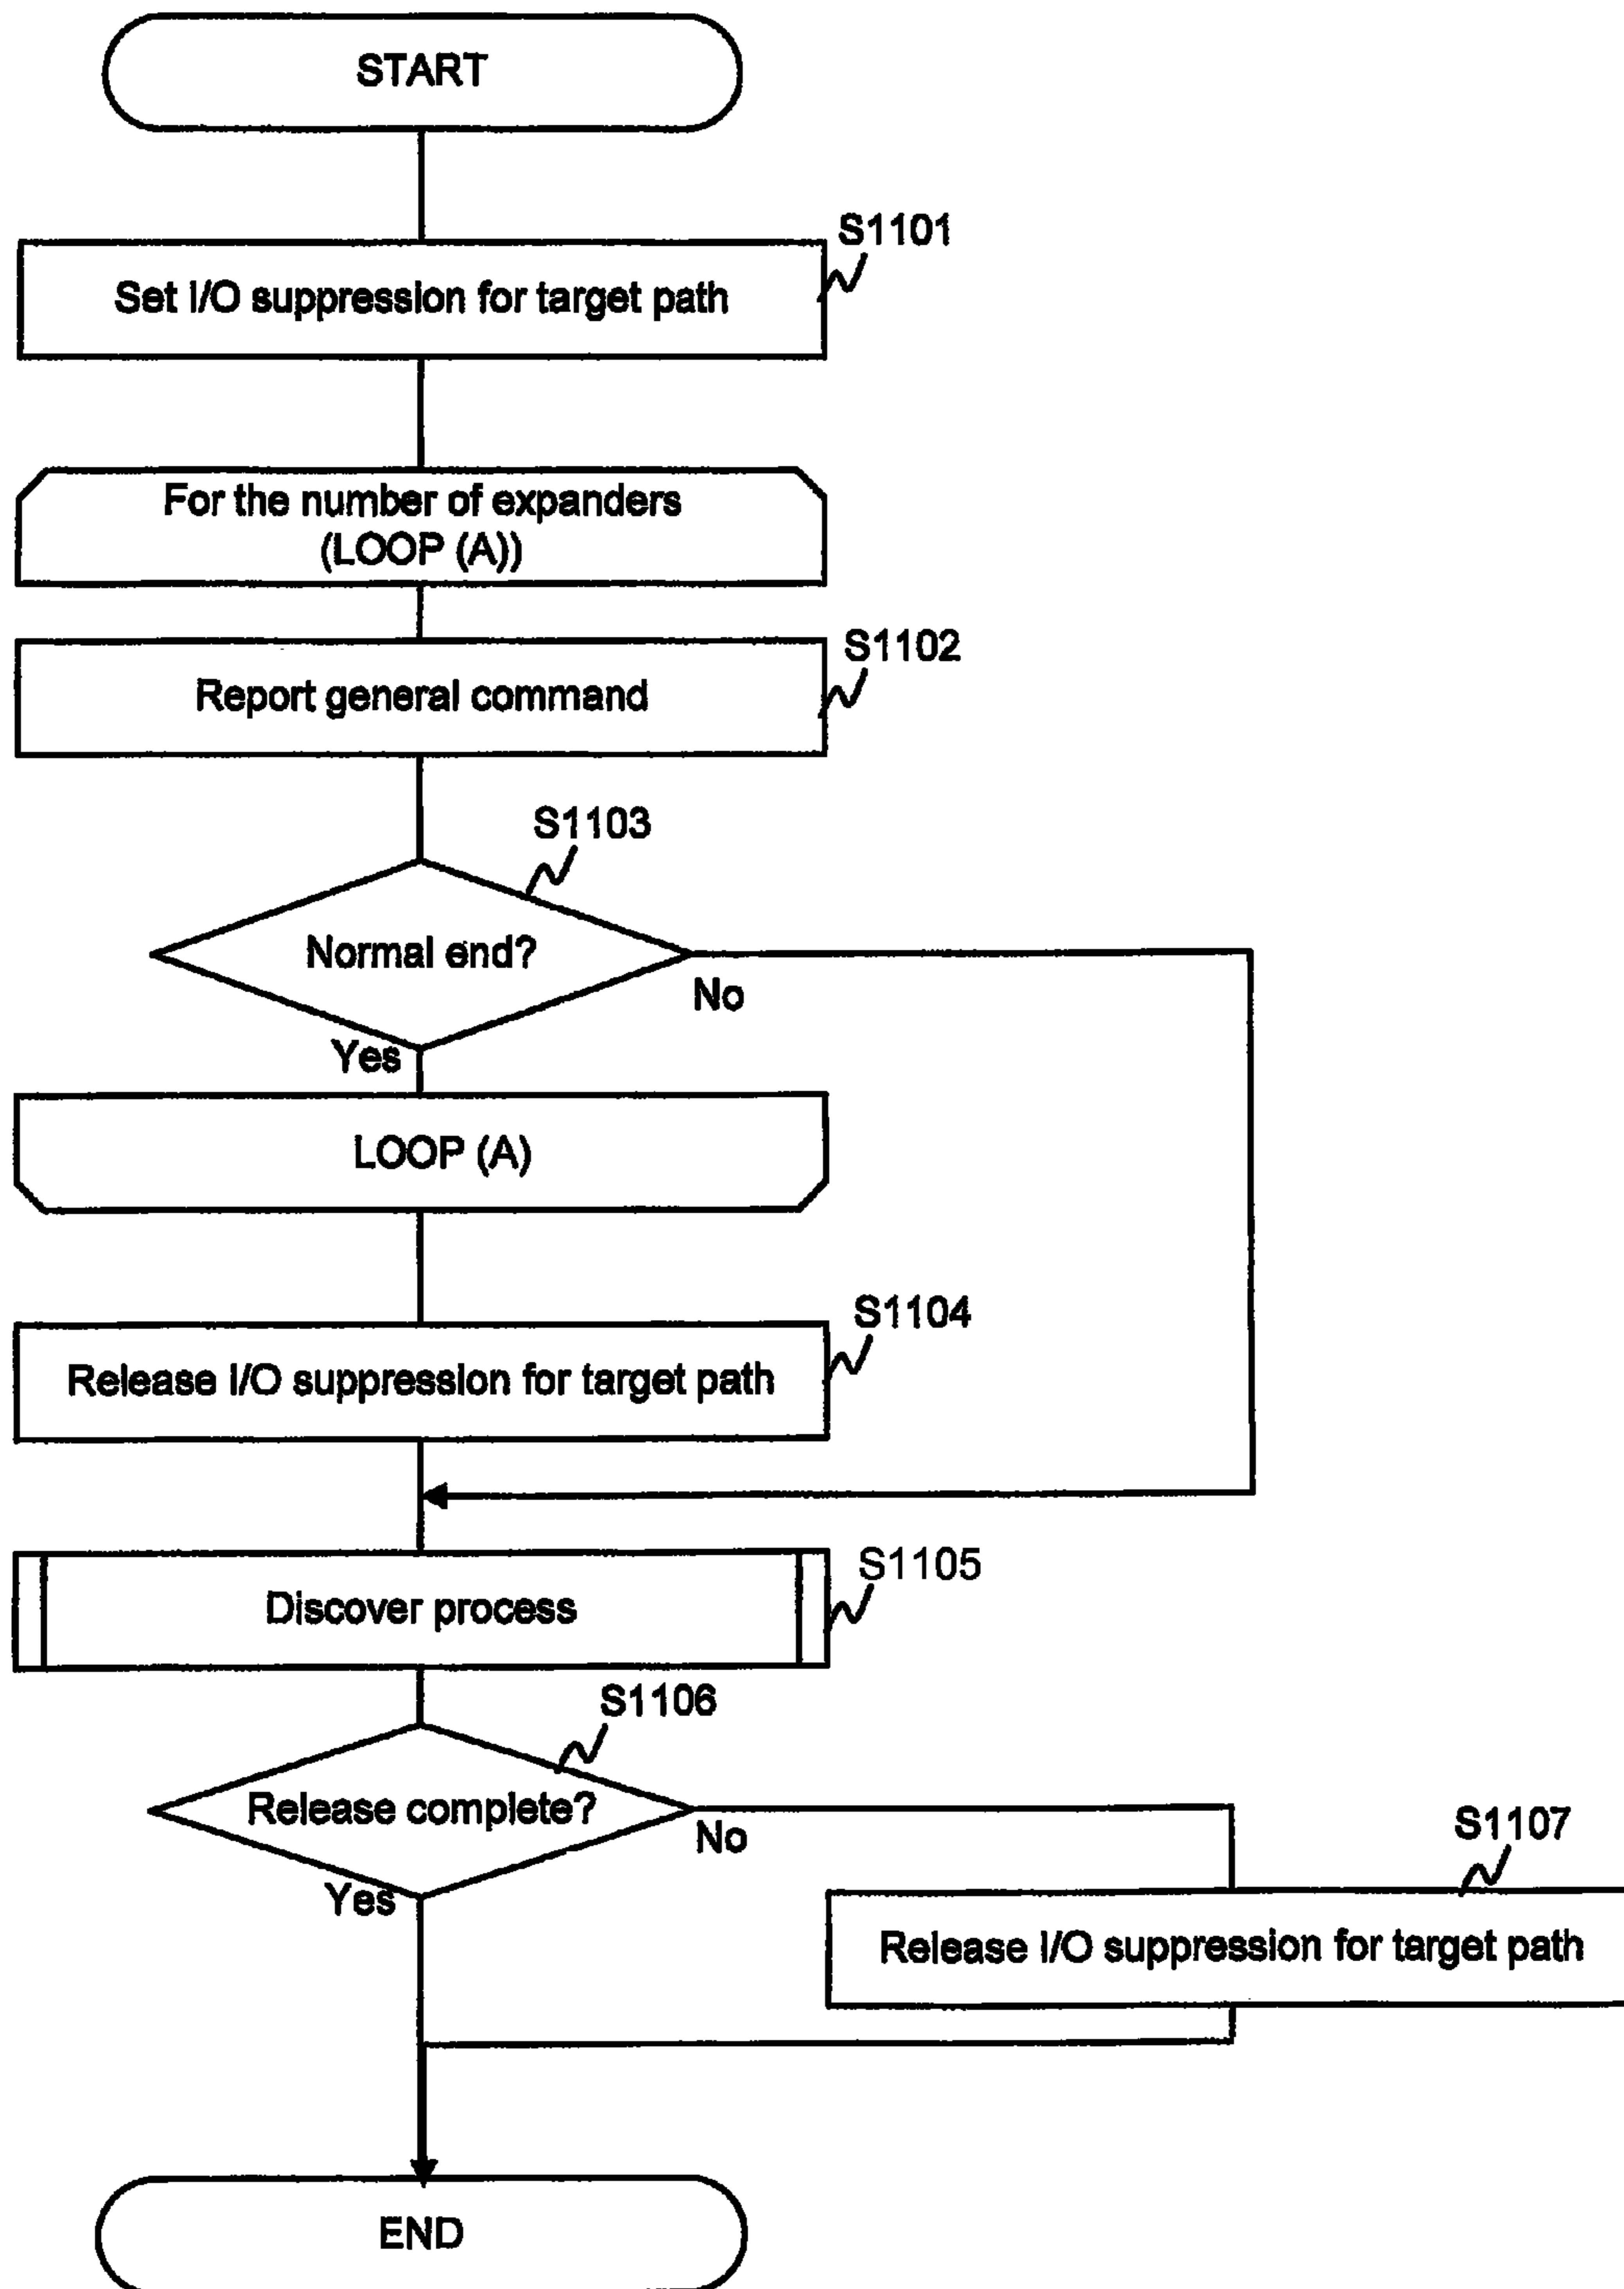 START
S1101
Set I/O suppression for target path
For the number of expanders
(LOOP (A))
S1102
Report general command
S1103
Normal end?
No
Yes
LOOP (A)
S1104
Release I/O suppression for target path
S1105
Discover process
S1106
Release complete?
No
Yes
S1107
Release I/O suppression for target path
END